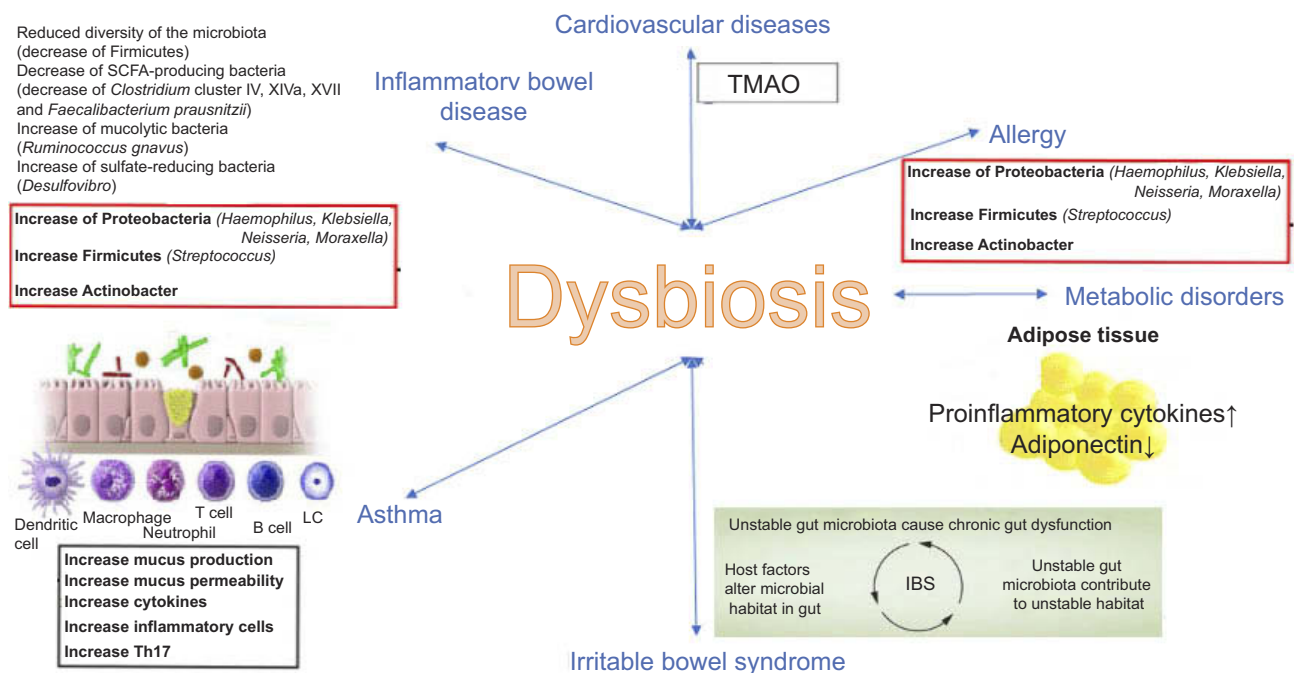 Cardiovascular diseases
TMAO
Reduced diversity of the microbiota
(decrease of Firmicutes)
Decrease of SCFA-producing bacteria
(decrease of Clostridium cluster IV, XIVa, XVII
and Faecalibacterium prausnitzii)
Increase of mucolytic bacteria
(Ruminococcus gnavus)
Increase of sulfate-reducing bacteria
(Desulfovibro)
Inflammatorv bowel
disease
Allergy
Increase of Proteobacteria (Haemophilus, Klebsiella,
Neisseria, Moraxella)
Increase Firmicutes (Streptococcus)
Increase Actinobacter
Increase of Proteobacteria (Haemophilus, Klebsiella,
Neisseria, Moraxella)
Increase Firmicutes (Streptococcus)
Increase Actinobacter
Dysbiosis
Metabolic disorders
Adipose tissue
Proinflammatory cytokines↑
Adiponectin↓
Dendritic
cell
Macrophage
Neutrophil
T cell
B cell
LC
Asthma
Increase mucus production
Increase mucus permeability
Increase cytokines
Increase inflammatory cells
Increase Th17
Unstable gut microbiota cause chronic gut dysfunction
Host factors
alter microbial
habitat in gut
IBS
Unstable gut
microbiota contribute
to unstable habitat
Irritable bowel syndrome